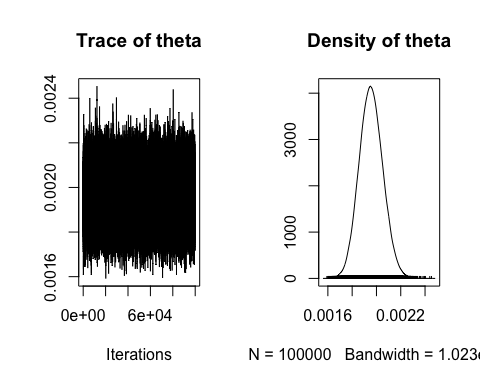 Trace of theta
0.0016 0.0020 0.0024
0e+00 6e+04
Iterations
Density of theta
0 1000 3000
0.0016 0.0022
N = 100000 Bandwidth = 1.023e